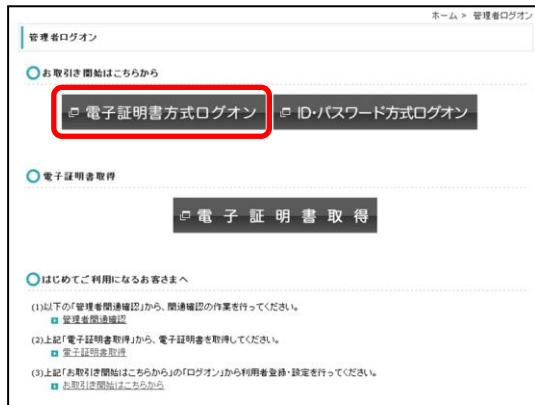 ホーム > 管理者ログオン
管理者ログオン
お取引き開始はこちらから
電子証明書方式ログオン
ID・パスワード方式ログオン
電子証明書取得
電子証明書取得
はじめてご利用になるお客さまへ
(1)以下の「管理者開通確認」から、開通確認の作業を行ってください。
管理者開通確認
(2)上記「電子証明書取得」から、電子証明書を取得してください。
電子証明書取得
(3)上記「お取引き開始はこちらから」の「ログオン」から利用者登録・設定を行ってください。
お取引き開始はこちらから